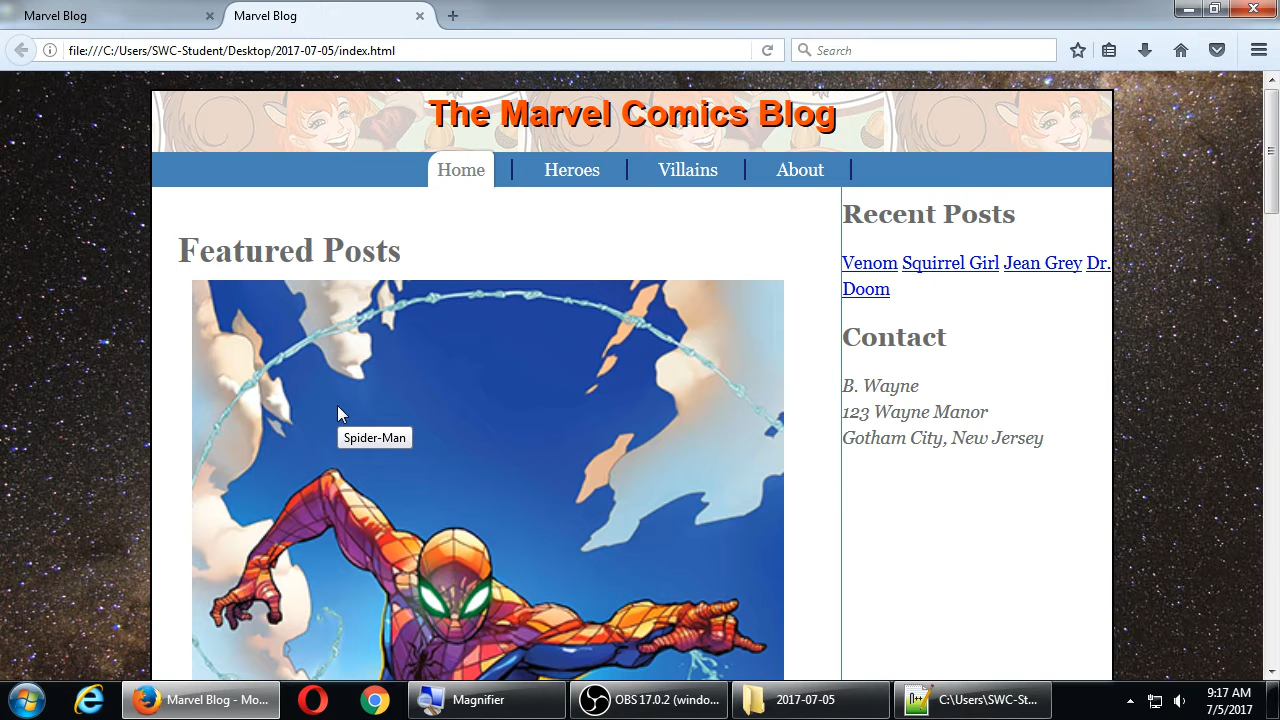 Marvel Blog
Marvel Blog
file:///C:/Users/SWC-Student/Desktop/2017-07-05/index.html
Search
The Marvel Comics Blog
Home
Heroes
Villains
About
Featured Posts
Spider-Man
Recent Posts
Venom Squirrel Girl Jean Grey Dr.
Doom
Contact
B. Wayne
123 Wayne Manor
Gotham City, New Jersey
Marvel Blog - Mo...
Magnifier
OBS 17.0.2 (windo...
2017-07-05
C:\Users\SWC-St...
9:17 AM
7/5/2017